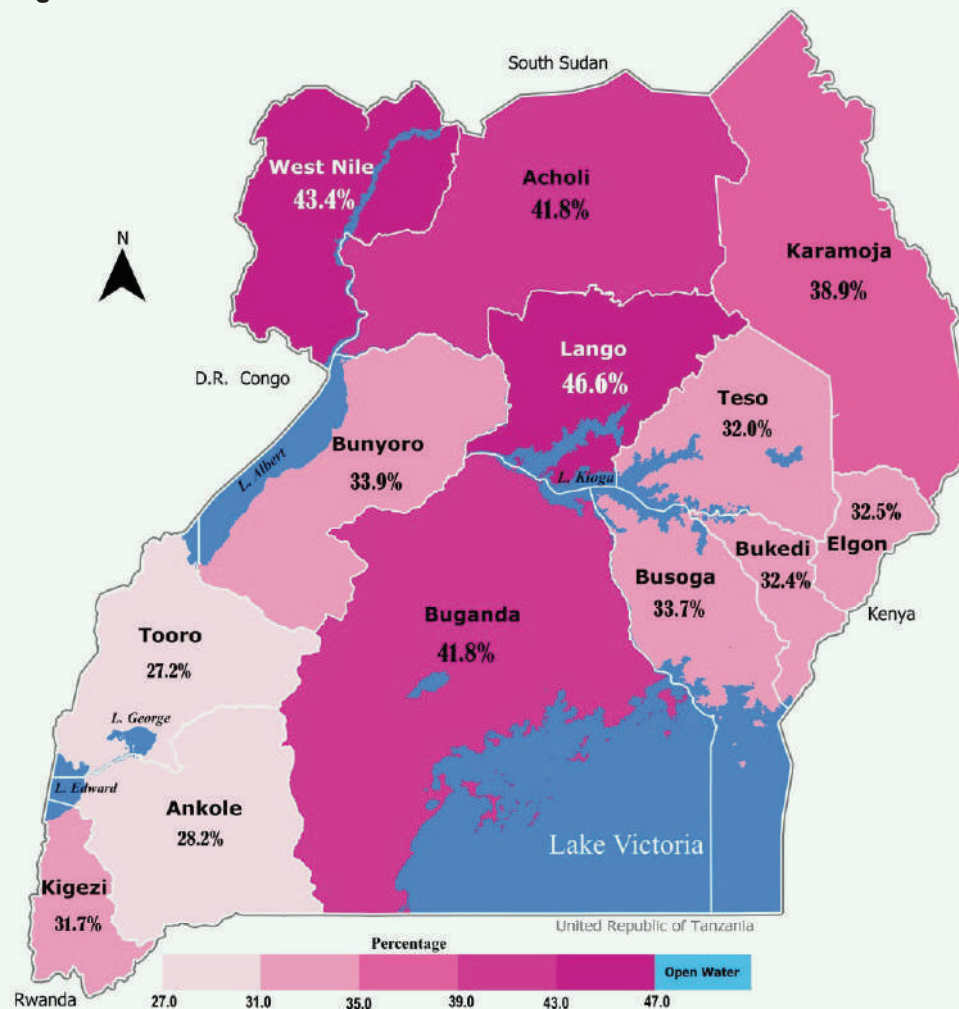 South Sudan
West Nile
43.4%
Acholi
41.8%
N
Karamoja
38.9%
Lango
46.6%
D.R. Congo
Teso
32.0%
Bunyoro
33.9%
L. Albert
L. Kioga
32.5%
Elgon
Bukedi
32.4%
Busoga
33.7%
Kenya
Buganda
41.8%
Tooro
27.2%
L. George
L. Edward
Ankole
28.2%
Lake Victoria
Kigezi
31.7%
United Republic of Tanzania
Rwanda
Percentage
Open Water
27.0 31.0 35.0 39.0 43.0 47.0